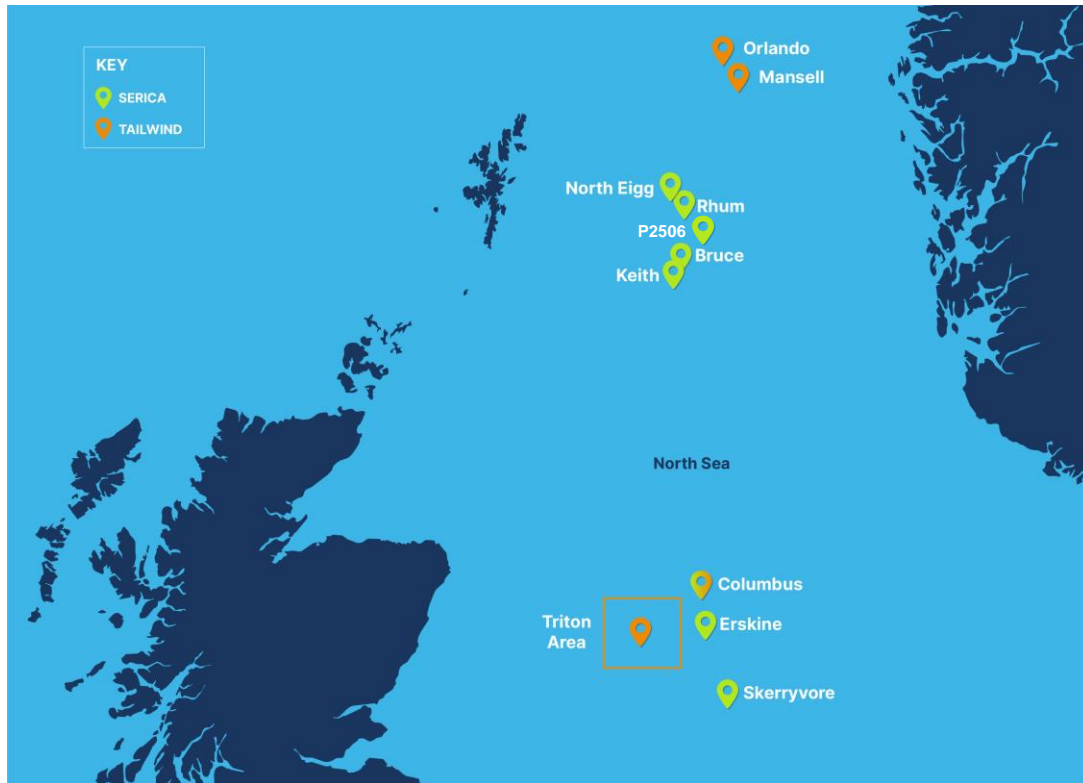 KEY
SERICA
TAILWIND
Orlando
Mansell
North Eigg
Rhum
P2506
Bruce
Keith
North Sea
Columbus
Triton
Area
Erskine
Skerryvore